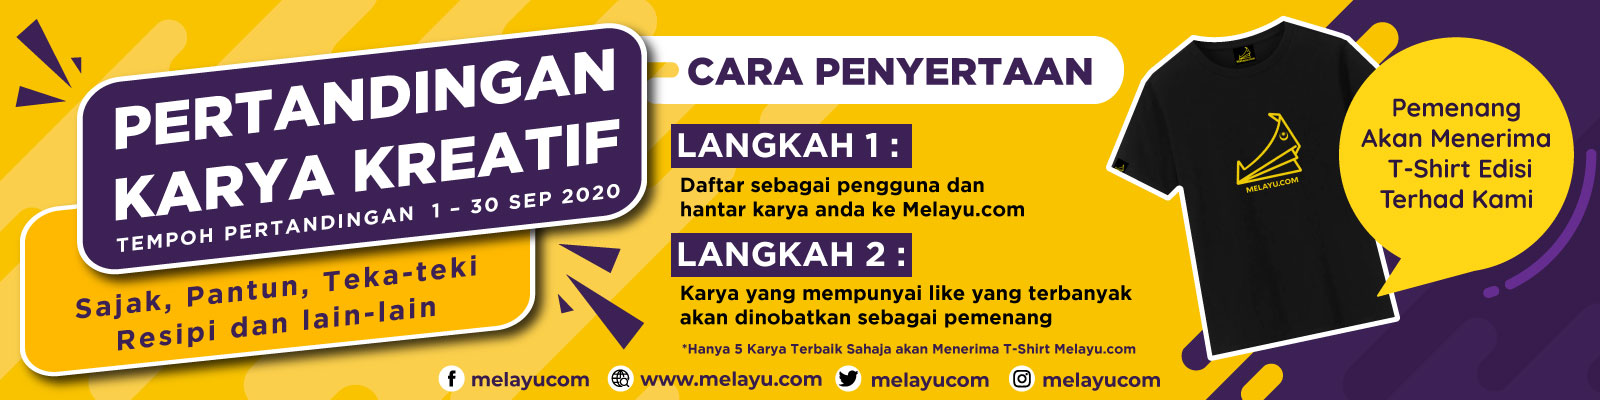 PERTANDINGAN
KARYA KREATIF
TEMPOH PERTANDINGAN 1 – 30 SEP 2020
Sajak, Pantun, Teka-teki
Resipi dan lain-lain
CARA PENYERTAAN
LANGKAH 1 :
Daftar sebagai pengguna dan
hantar karya anda ke Melayu.com
LANGKAH 2 :
Karya yang mempunyai like yang terbanyak
akan dinobatkan sebagai pemenang
*Hanya 5 Karya Terbaik Sahaja akan Menerima T-Shirt Melayu.com
melayucom www.melayu.com melayucom melayucom
MELAYU.COM
Pemenang
Akan Menerima
T-Shirt Edisi
Terhad Kami